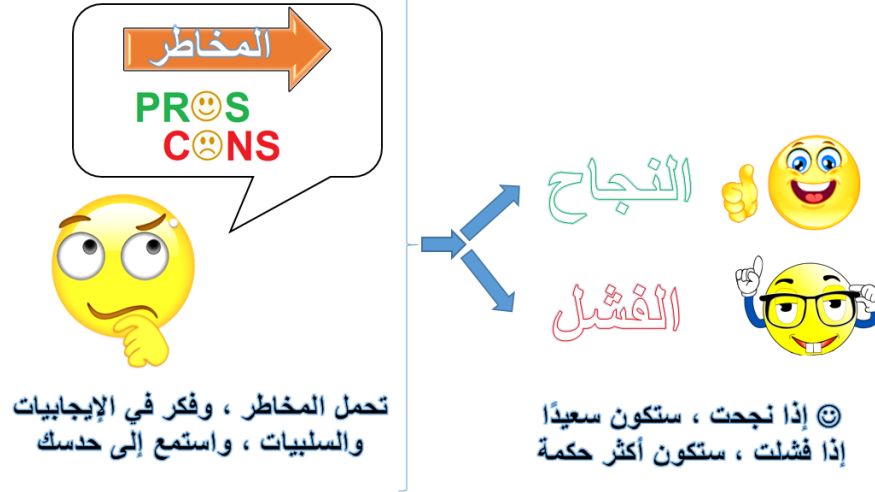 المخاطر
PROS
CONS
تحمل المخاطر ، وفكر في الإيجابيات
والسلبيات ، واستمع إلى حدسك
النجاح
الفشل
☺ إذا نجحت ، ستكون سعيدًا
إذا فشلت ، ستكون أكثر حكمة